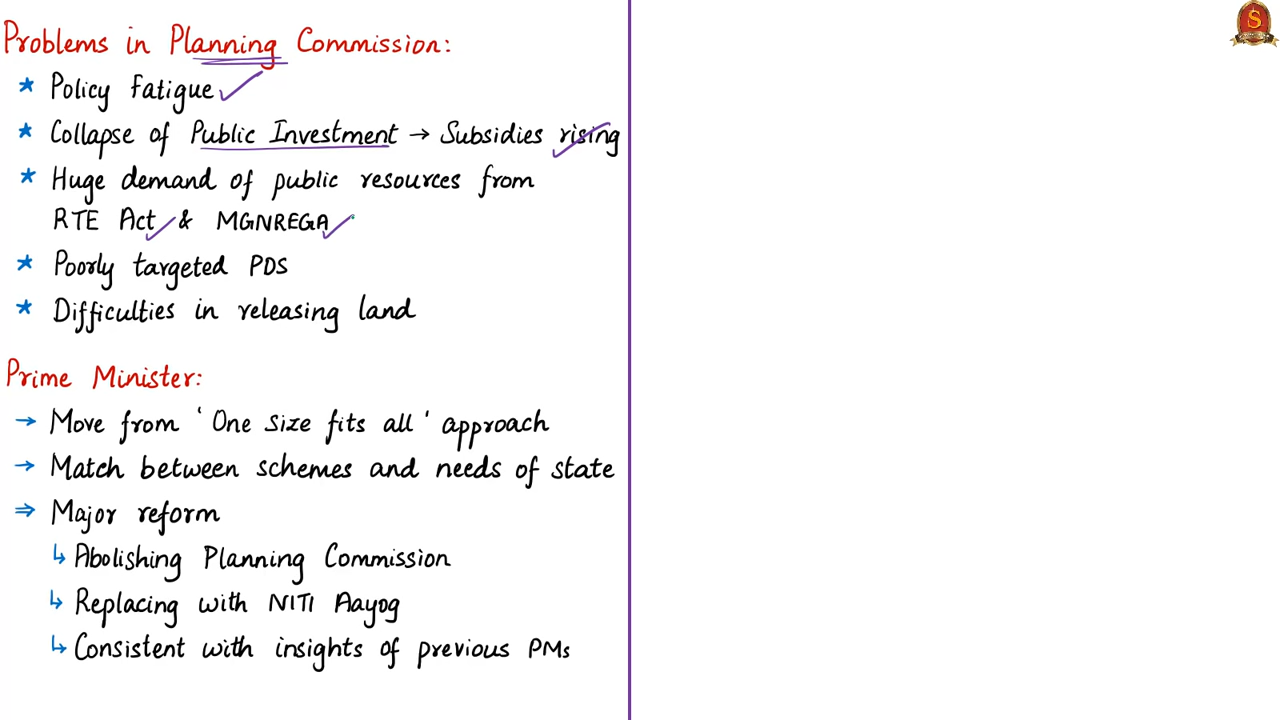 Problems in Planning Commission:
* Policy Fatigue
* Collapse of Public Investment → Subsidies rising
* Huge demand of public resources from
RTE Act & MGNREGA
* Poorly targeted PDS
* Difficulties in releasing land
Prime Minister:
→ Move from 'One size fits all' approach
→ Match between schemes and needs of state
⇒ Major reform
↳ Abolishing Planning Commission
↳ Replacing with NITI Aayog
↳ Consistent with insights of previous PMs
S